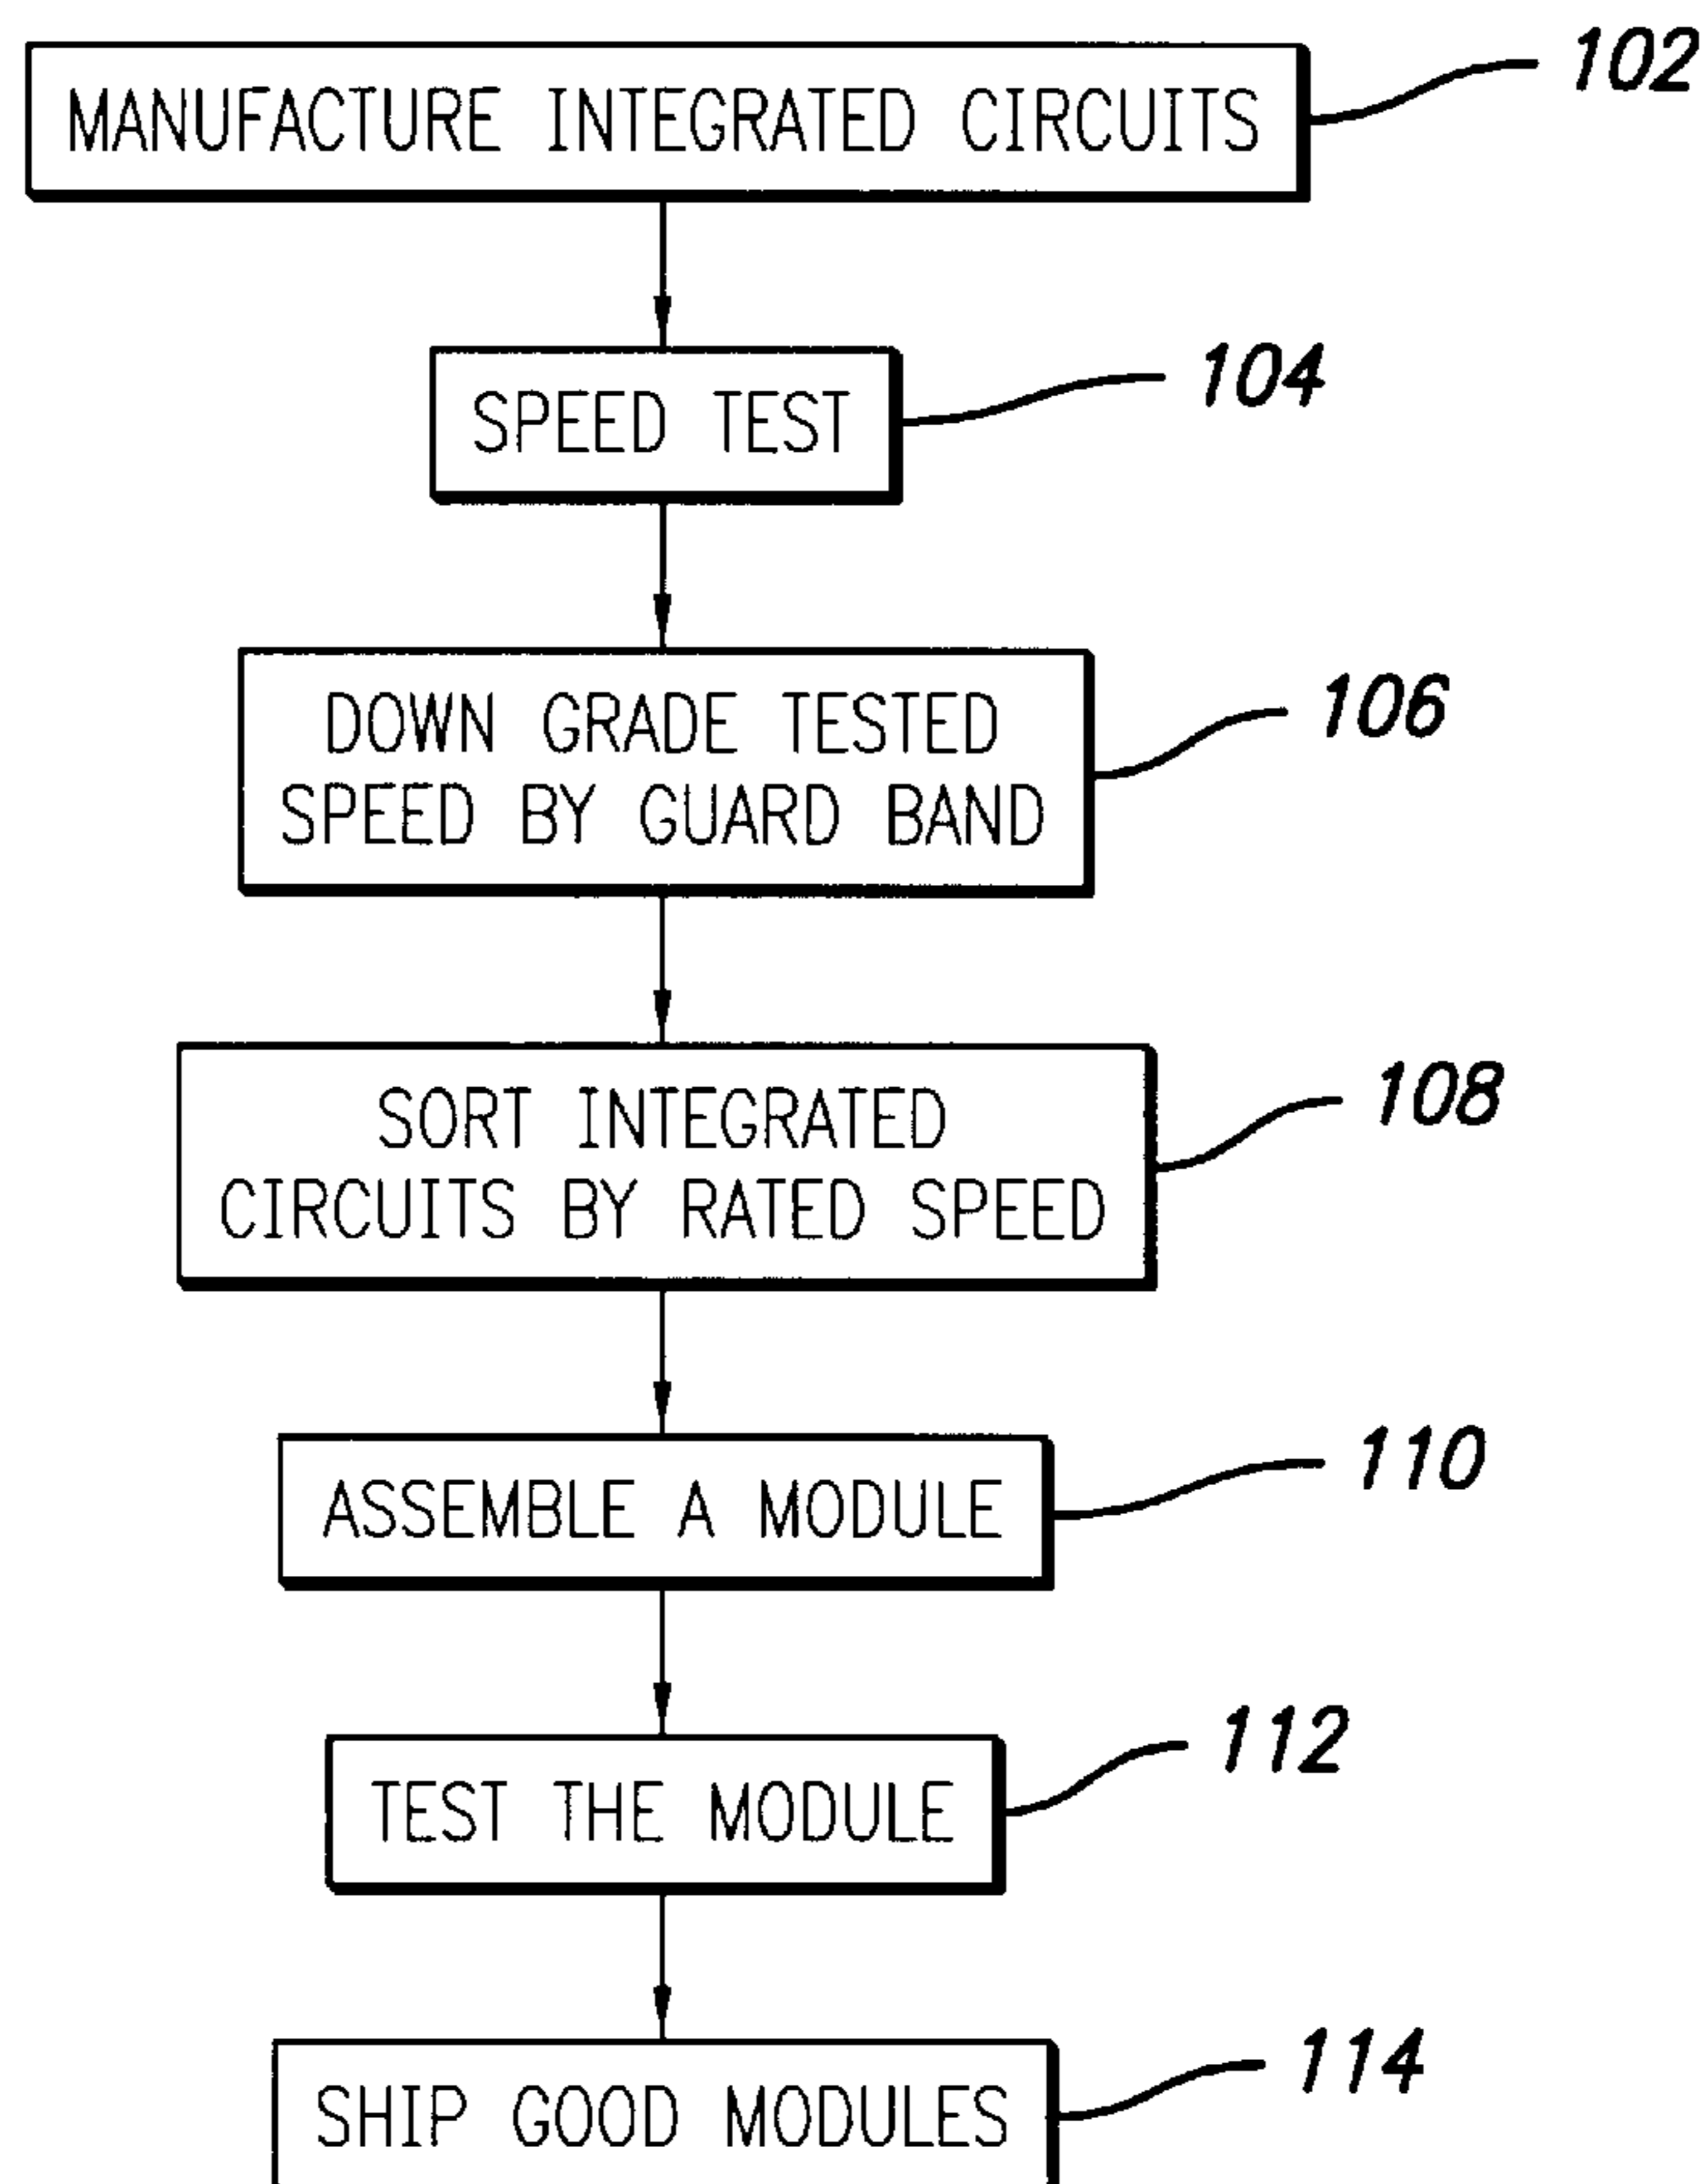 MANUFACTURE INTEGRATED CIRCUITS
102
SPEED TEST
104
DOWN GRADE TESTED
SPEED BY GUARD BAND
106
SORT INTEGRATED
CIRCUITS BY RATED SPEED
108
ASSEMBLE A MODULE
110
TEST THE MODULE
112
SHIP GOOD MODULES
114